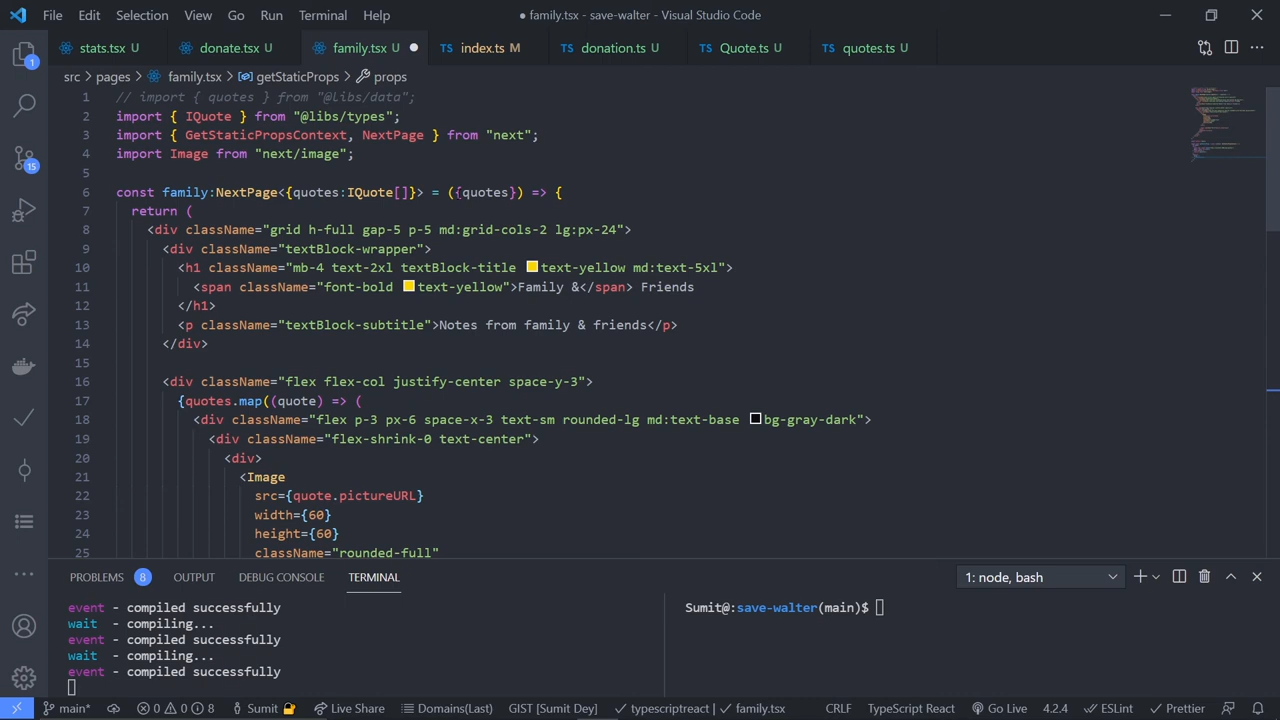 File Edit Selection View Go Run Terminal Help ● family.tsx - save-walter - Visual Studio Code
stats.tsx U donate.tsx U family.tsx U ● TS index.ts M TS donation.ts U TS Quote.ts U TS quotes.ts U
src > pages > family.tsx > getStaticProps > props
1 // import { quotes } from "@libs/data";
2 import { IQuote } from "@libs/types";
3 import { GetStaticPropsContext, NextPage } from "next";
4 import Image from "next/image";
5
6 const family:NextPage<{quotes:IQuote[]}> = ({quotes}) => {
7 return (
8 <div className="grid h-full gap-5 p-5 md:grid-cols-2 lg:px-24">
9 <div className="textBlock-wrapper">
10 <h1 className="mb-4 text-2xl textBlock-title text-yellow md:text-5xl">
11 <span className="font-bold text-yellow">Family &</span> Friends
12 </h1>
13 <p className="textBlock-subtitle">Notes from family & friends</p>
14 </div>
15
16 <div className="flex flex-col justify-center space-y-3">
17 {quotes.map((quote) => (
18 <div className="flex p-3 px-6 space-x-3 text-sm rounded-lg md:text-base bg-gray-dark">
19 <div className="flex-shrink-0 text-center">
20 <div>
21 <Image
22 src={quote.pictureURL}
23 width={60}
24 height={60}
25 className="rounded-full"
1
15
PROBLEMS 8 OUTPUT DEBUG CONSOLE TERMINAL 1: node, bash
event - compiled successfully
wait - compiling...
event - compiled successfully
wait - compiling...
event - compiled successfully
Sumit@:save-walter(main)$
main* 0 0 8 Sumit Live Share Domains(Last) GIST [Sumit Dey] typescriptreact | family.tsx CRLF TypeScript React Go Live 4.2.4 ESLint Prettier